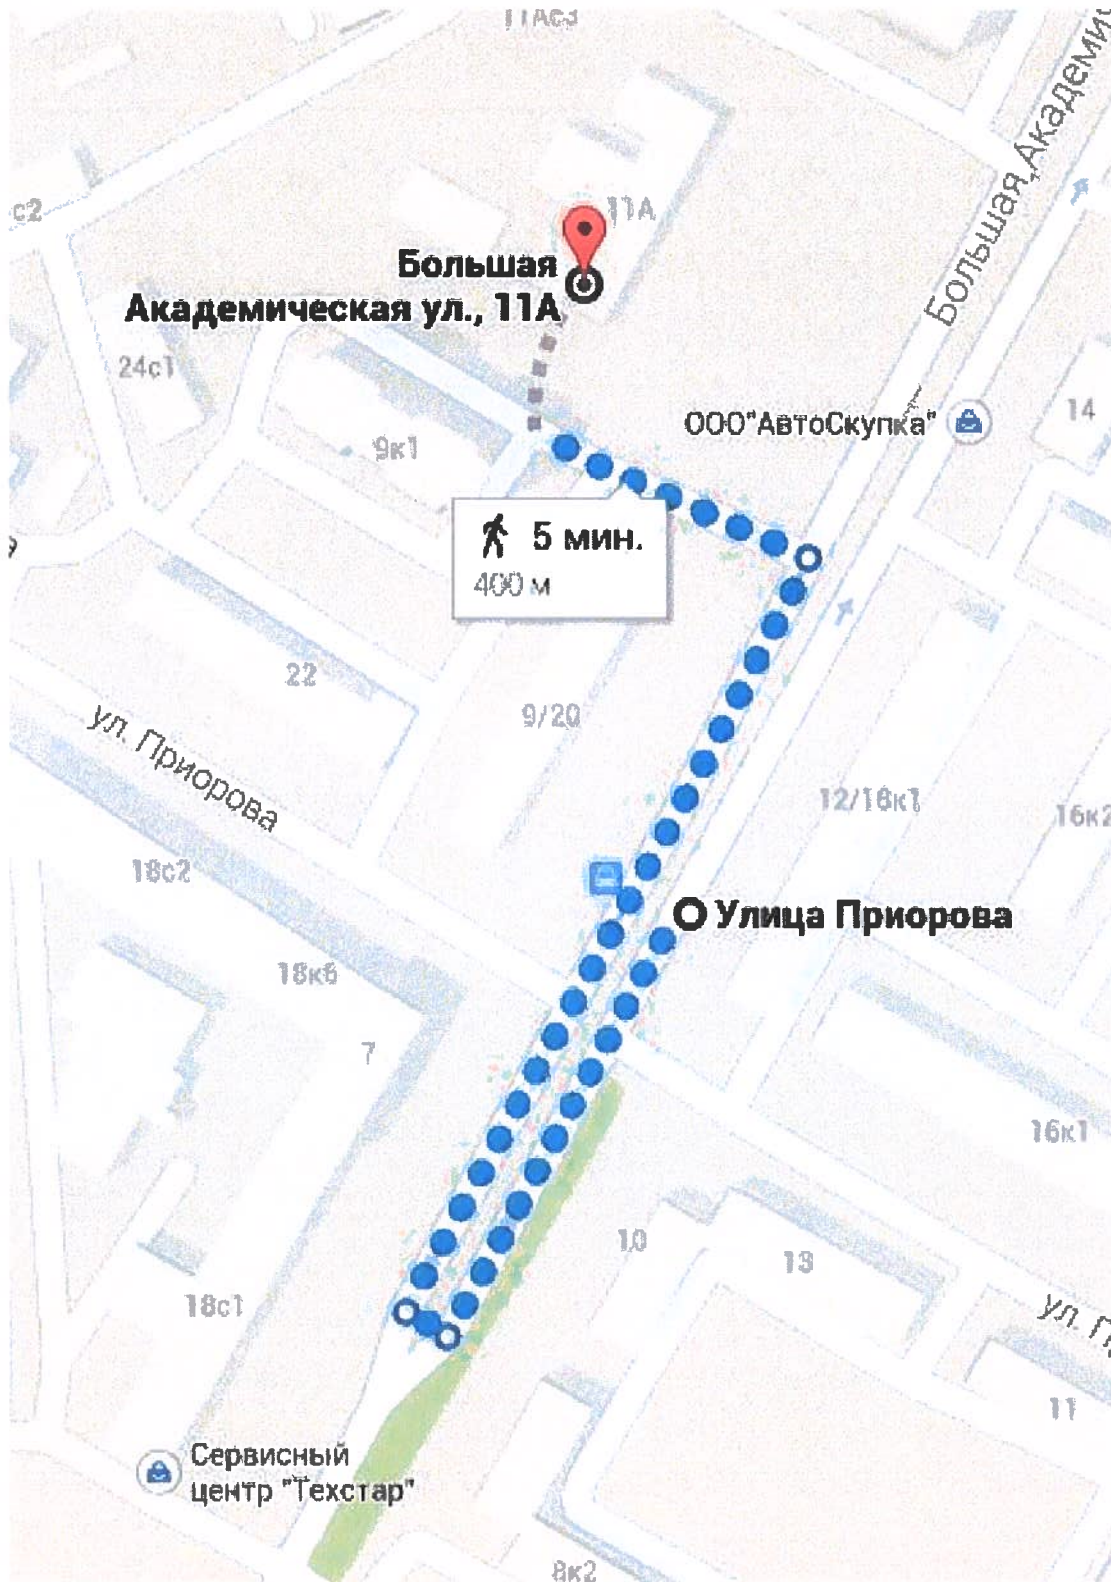 11Ас3
Большая Академич
с2
11А
Большая
Академическая ул., 11А
24с1
ООО"АвтоСкупка"
14
9к1
5 мин.
400 м
22
9/20
ул. Приорова
12/18к1
16к2
18с2
Улица Приорова
18к6
7
16к1
10
13
18с1
ул. П
11
Сервисный
центр "Техстар"
8к2